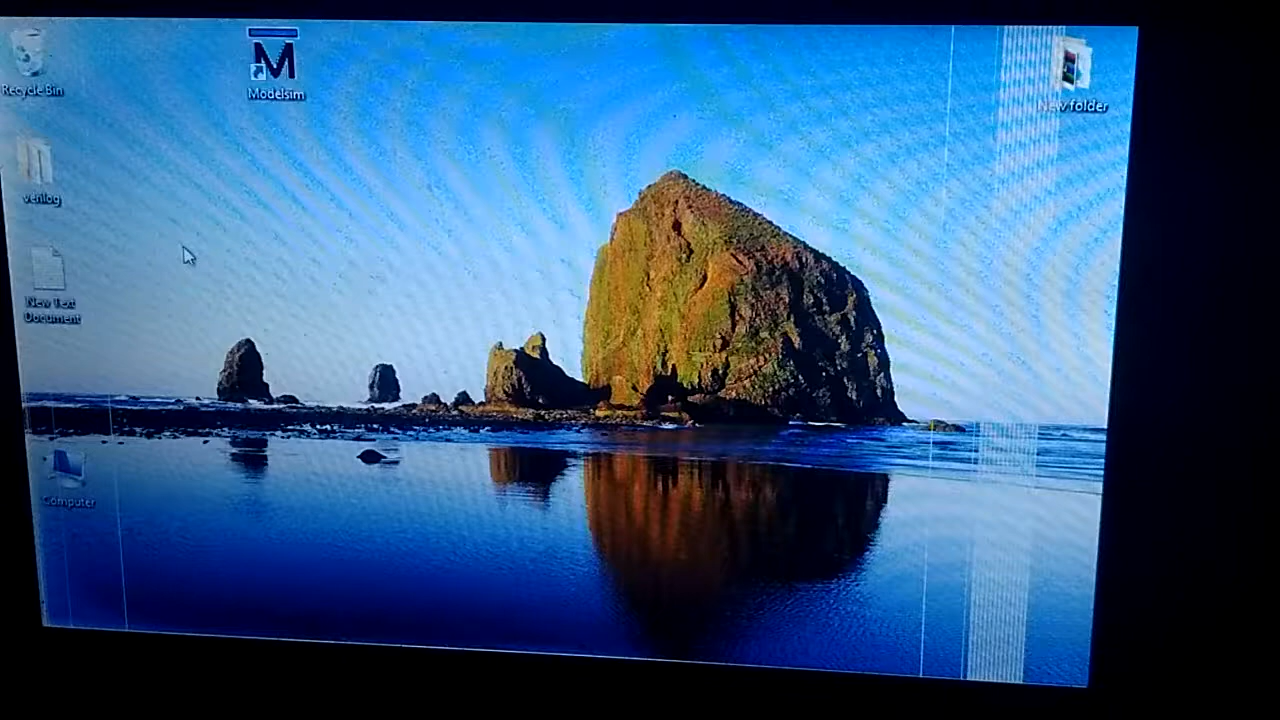 Recycle Bin
M
Modelsim
New folder
verilog
New Text
Document
Computer